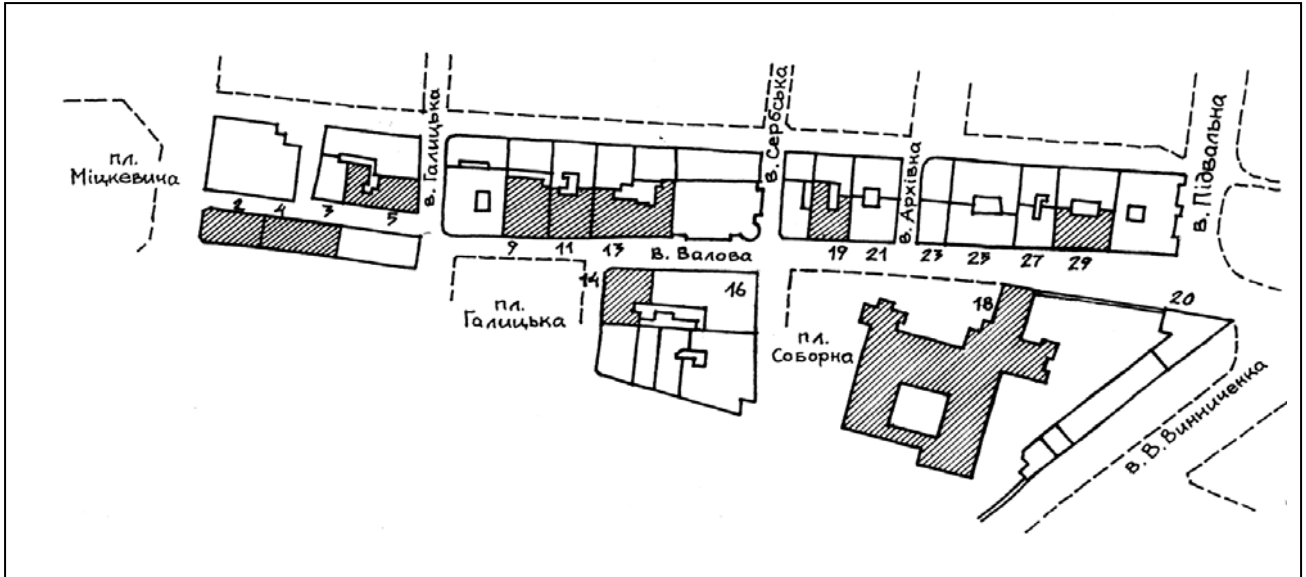 пл.
Міцкевича
в. Галицька
в. Сербська
в. Архівна
в. Підвальна
2
4
3
5
9
11
13
в. Валова
19
21
23
25
27
29
14
16
18
20
пл.
Галицька
пл.
Соборна
в. В. Винниченка